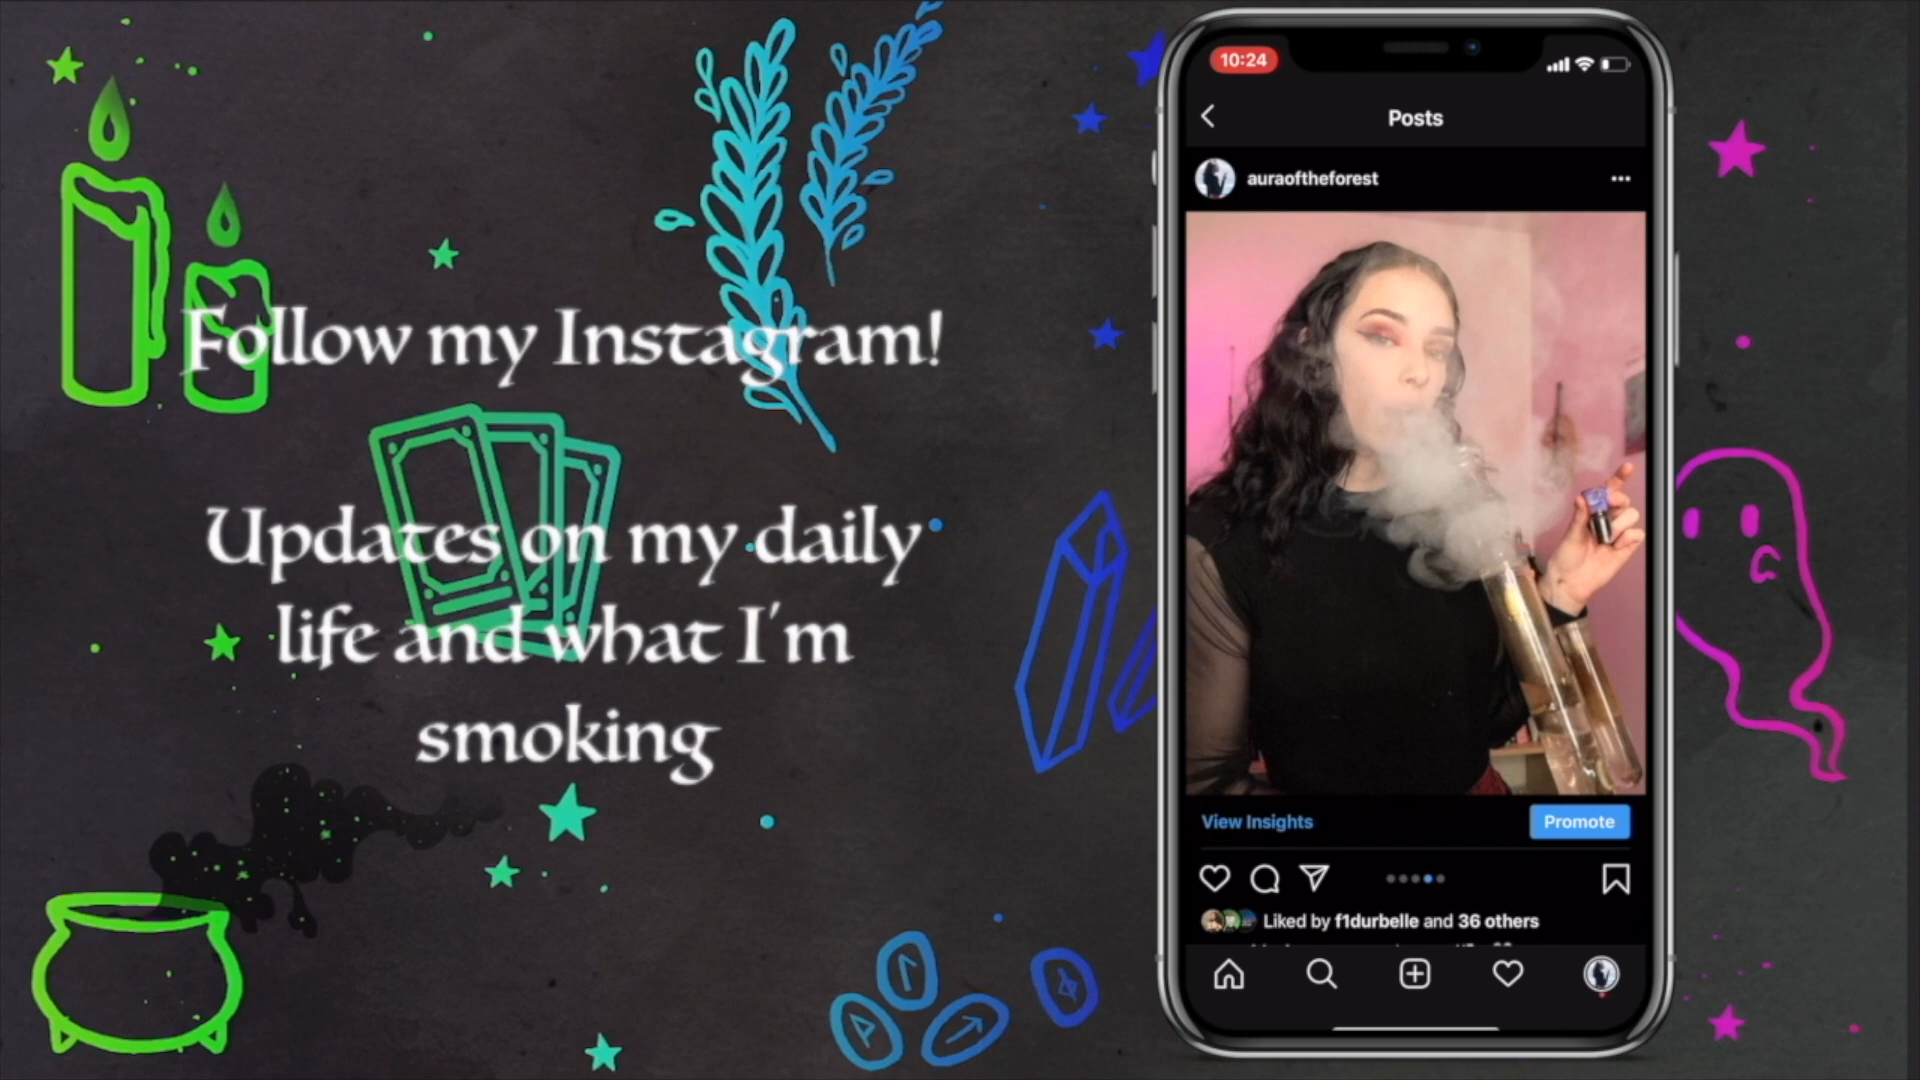 Follow my Instagram!
Updates on my daily
life and what I'm
smoking
10:24
Posts
auraoftheforest
View Insights
Promote
Liked by f1durbelle and 36 others